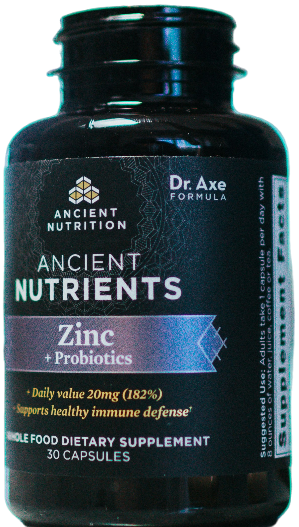 ANCIENT
NUTRITION
Dr. Axe
FORMULA
ANCIENT
NUTRIENTS
Zinc
+ Probiotics
+ Daily value 20mg (182%)
Supports healthy immune defense†
WHOLE FOOD DIETARY SUPPLEMENT
30 CAPSULES
Suggested Use: Adults take 1 capsule per day with
8 ounces of water, juice, coffee or tea.
Supplement Facts